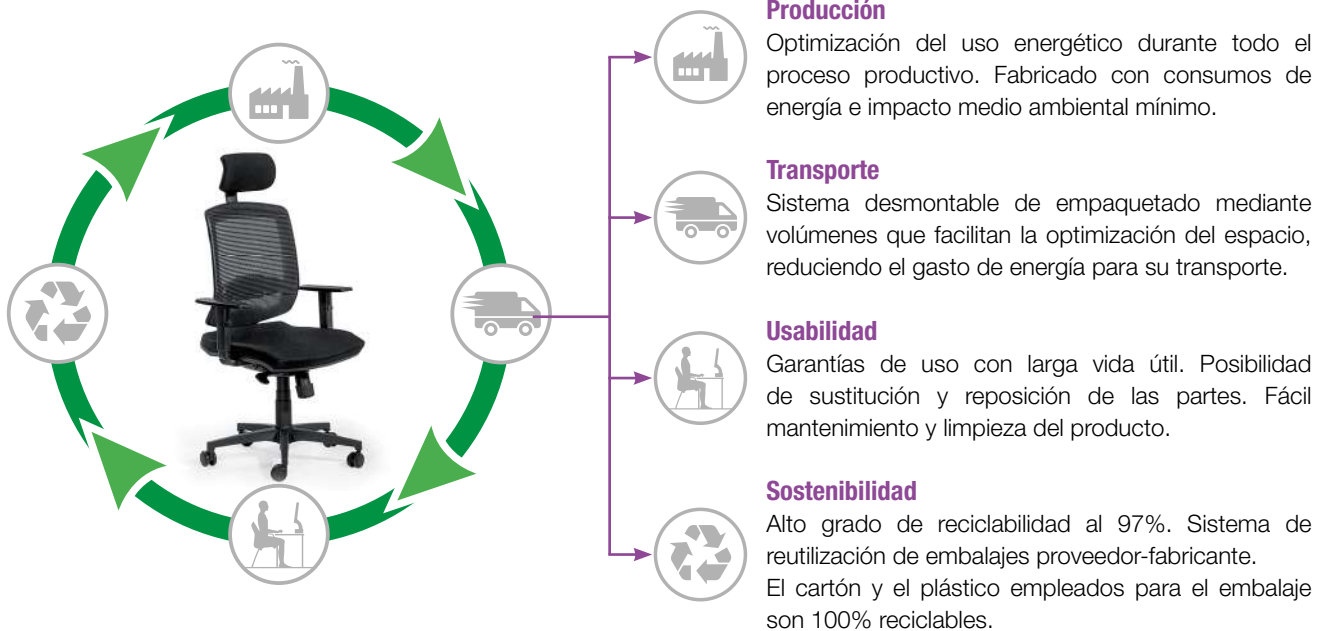 Producción
Optimización del uso energético durante todo el
proceso productivo. Fabricado con consumos de
energía e impacto medio ambiental mínimo.
Transporte
Sistema desmontable de empaquetado mediante
volúmenes que facilitan la optimización del espacio,
reduciendo el gasto de energía para su transporte.
Usabilidad
Garantías de uso con larga vida útil. Posibilidad
de sustitución y reposición de las partes. Fácil
mantenimiento y limpieza del producto.
Sostenibilidad
Alto grado de reciclabilidad al 97%. Sistema de
reutilización de embalajes proveedor-fabricante.
El cartón y el plástico empleados para el embalaje
son 100% reciclables.